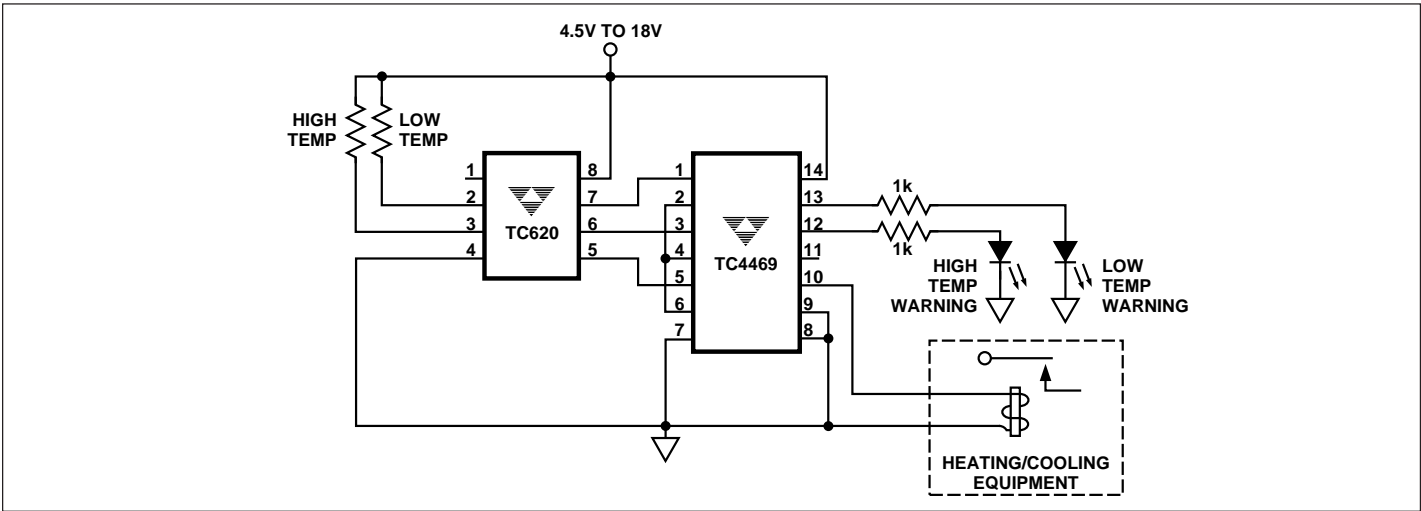 4.5V TO 18V
HIGH
TEMP
LOW
TEMP
1
2
3
4
8
7
6
5
TC620
1
2
3
4
5
6
7
14
13
12
11
10
9
8
TC4469
1k
1k
HIGH
TEMP
WARNING
LOW
TEMP
WARNING
HEATING/COOLING
EQUIPMENT